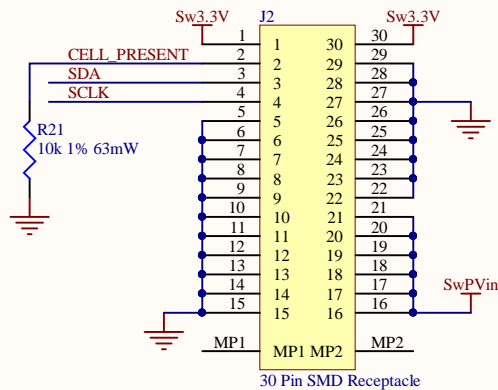 Sw3.3V J2 Sw3.3V
1 1 30 30
CELL_PRESENT 2 2 29 29
SDA 3 3 28 28
SCLK 4 4 27 27
5 5 26 26
R21 6 6 25 25
10k 1% 63mW 7 7 24 24
8 8 23 23
9 9 22 22
10 10 21 21
11 11 20 20
12 12 19 19
13 13 18 18
14 14 17 17 SwPVin
15 15 16 16
MP1 MP1 MP2 MP2
30 Pin SMD Receptacle